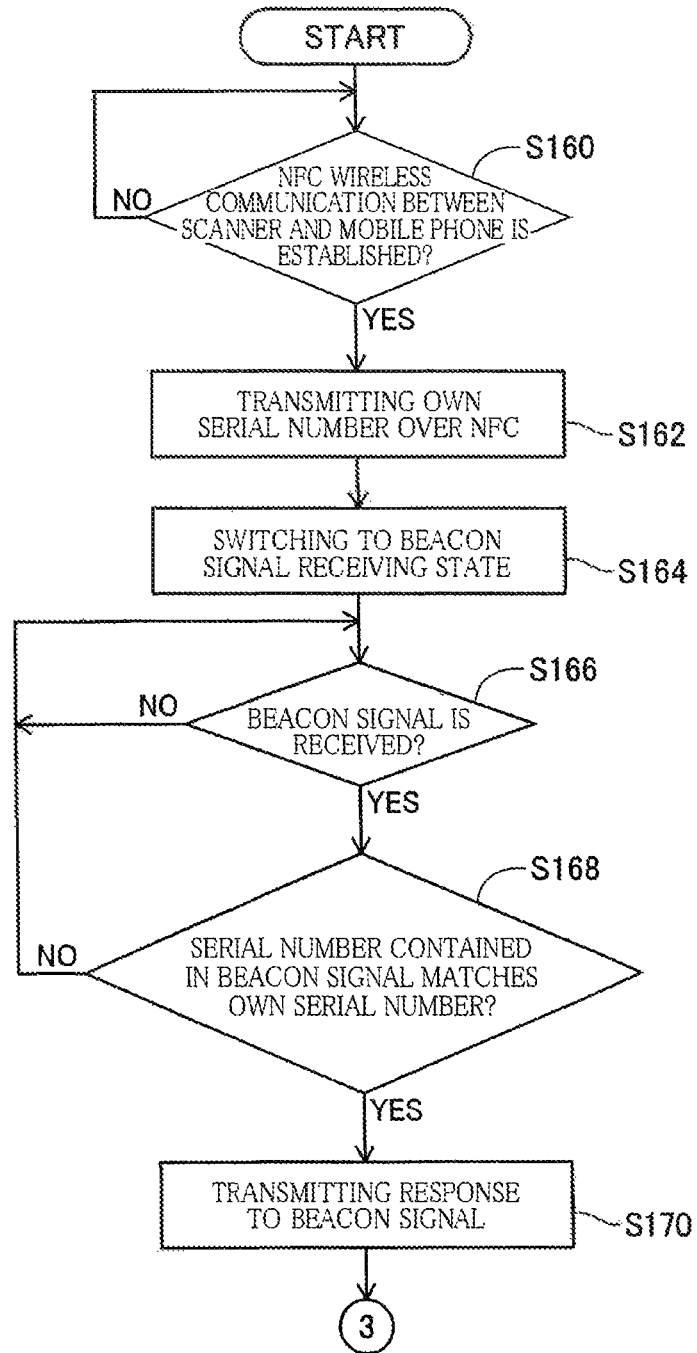 START
S160
NFC WIRELESS
COMMUNICATION BETWEEN
SCANNER AND MOBILE PHONE IS
ESTABLISHED?
NO
YES
TRANSMITTING OWN
SERIAL NUMBER OVER NFC
S162
SWITCHING TO BEACON
SIGNAL RECEIVING STATE
S164
S166
NO
BEACON SIGNAL IS
RECEIVED?
YES
S168
NO
SERIAL NUMBER CONTAINED
IN BEACON SIGNAL MATCHES
OWN SERIAL NUMBER?
YES
TRANSMITTING RESPONSE
TO BEACON SIGNAL
S170
3